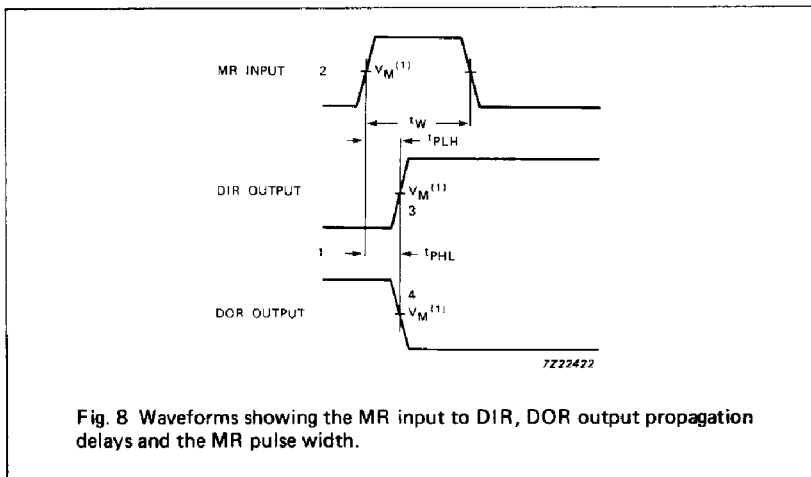 MR INPUT 2 VM(1)
tW
tPLH
DIR OUTPUT VM(1)
3
1 tPHL
4
DOR OUTPUT VM(1)
7Z22422
Fig. 8 Waveforms showing the MR input to DIR, DOR output propagation
delays and the MR pulse width.